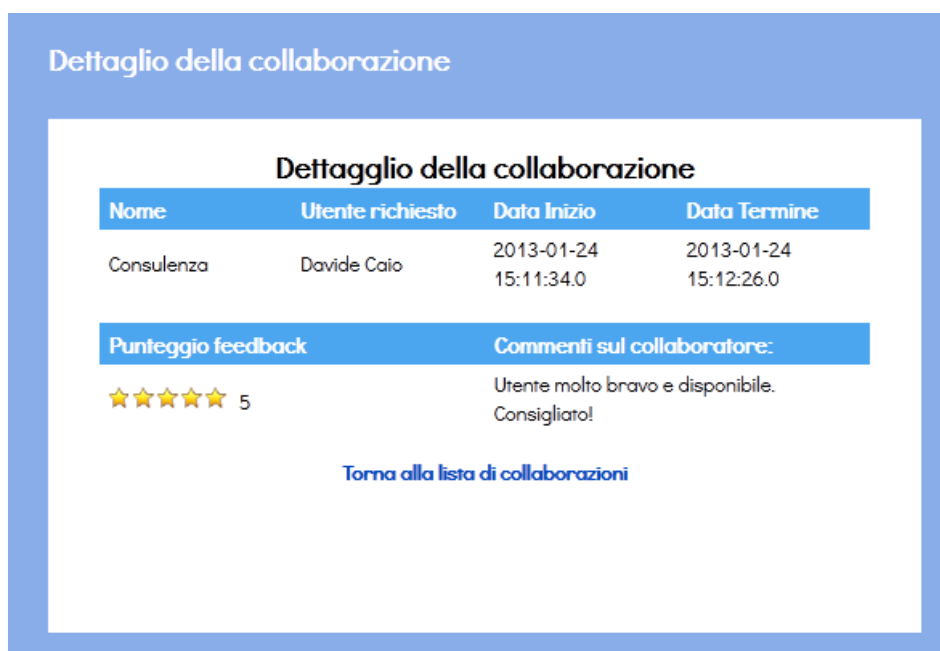 Dettaglio della collaborazione
Dettagglio della collaborazione
Nome Utente richiesto Data Inizio Data Termine
Consulenza Davide Caio 2013-01-24 15:11:34.0 2013-01-24 15:12:26.0
Punteggio feedback Commenti sul collaboratore:
5 Utente molto bravo e disponibile.
Consigliato!
Torna alla lista di collaborazioni